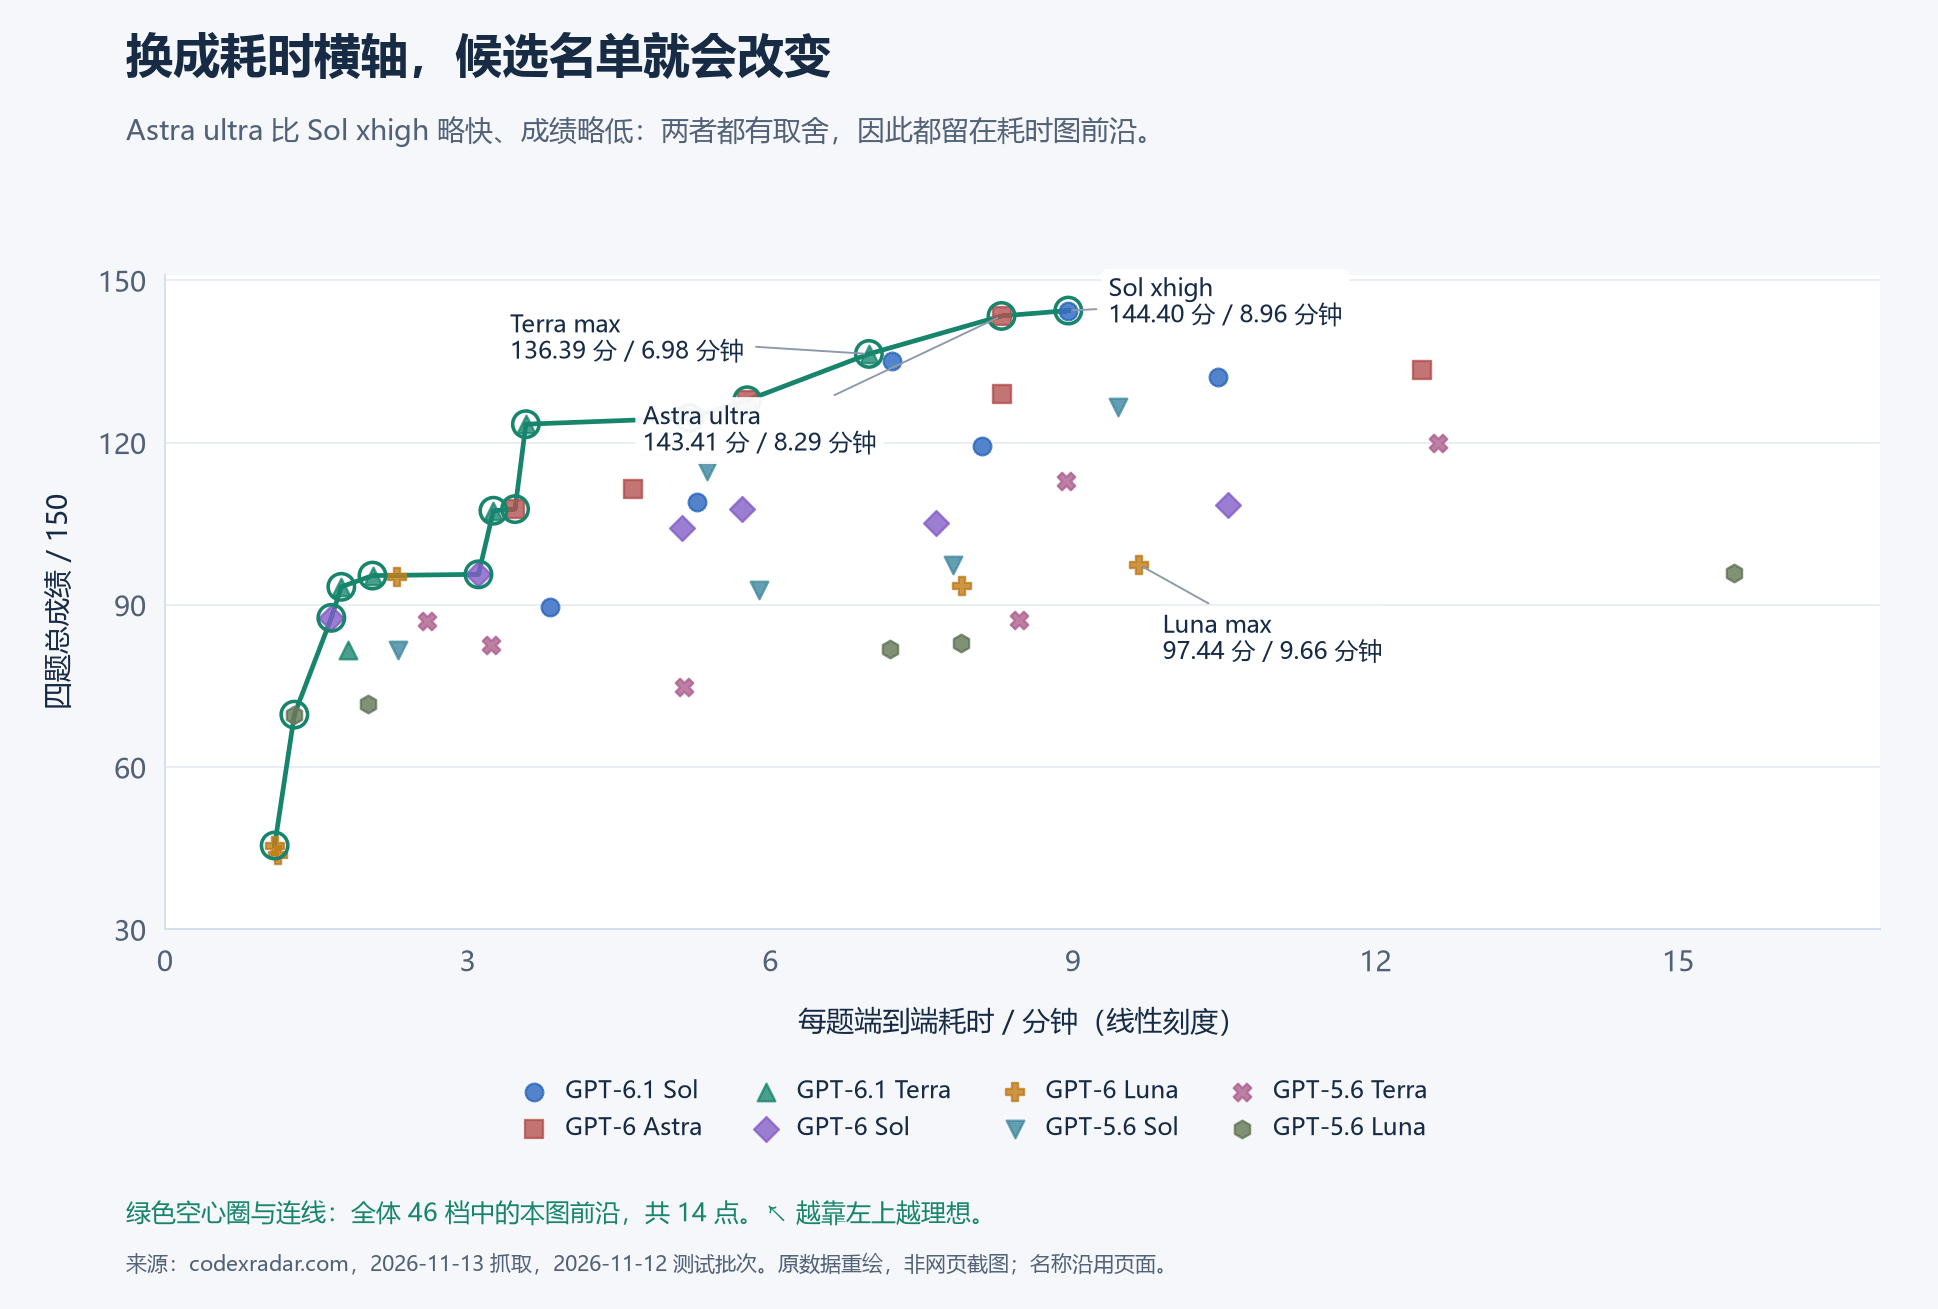 换成耗时横轴，候选名单就会改变
Astra ultra 比 Sol xhigh 略快、成绩略低：两者都有取舍，因此都留在耗时图前沿。
150
120
90
60
30
四题总成绩 / 150
Sol xhigh
144.40 分 / 8.96 分钟
Terra max
136.39 分 / 6.98 分钟
Astra ultra
143.41 分 / 8.29 分钟
Luna max
97.44 分 / 9.66 分钟
0 3 6 9 12 15
每题端到端耗时 / 分钟（线性刻度）
GPT-6.1 Sol GPT-6.1 Terra GPT-6 Luna GPT-5.6 Terra
GPT-6 Astra GPT-6 Sol GPT-5.6 Sol GPT-5.6 Luna
绿色空心圈与连线：全体 46 档中的本图前沿，共 14 点。↖ 越靠左上越理想。
来源：codexradar.com，2026-11-13 抓取，2026-11-12 测试批次。原数据重绘，非网页截图；名称沿用页面。